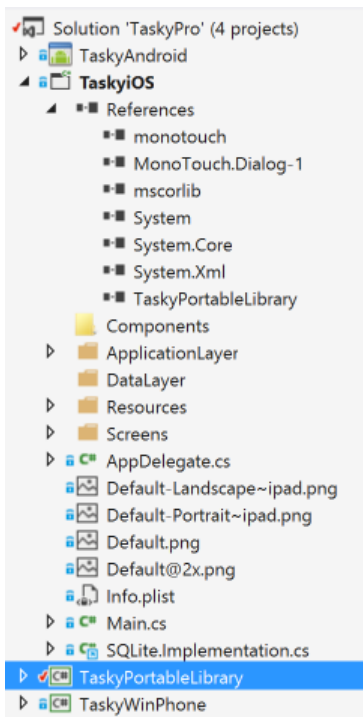 Solution 'TaskyPro' (4 projects)
TaskyAndroid
TaskyiOS
References
monotouch
MonoTouch.Dialog-1
mscorlib
System
System.Core
System.Xml
TaskyPortableLibrary
Components
ApplicationLayer
DataLayer
Resources
Screens
C# AppDelegate.cs
Default-Landscape~ipad.png
Default-Portrait~ipad.png
Default.png
Default@2x.png
Info.plist
C# Main.cs
C# SQLite.Implementation.cs
C# TaskyPortableLibrary
C# TaskyWinPhone